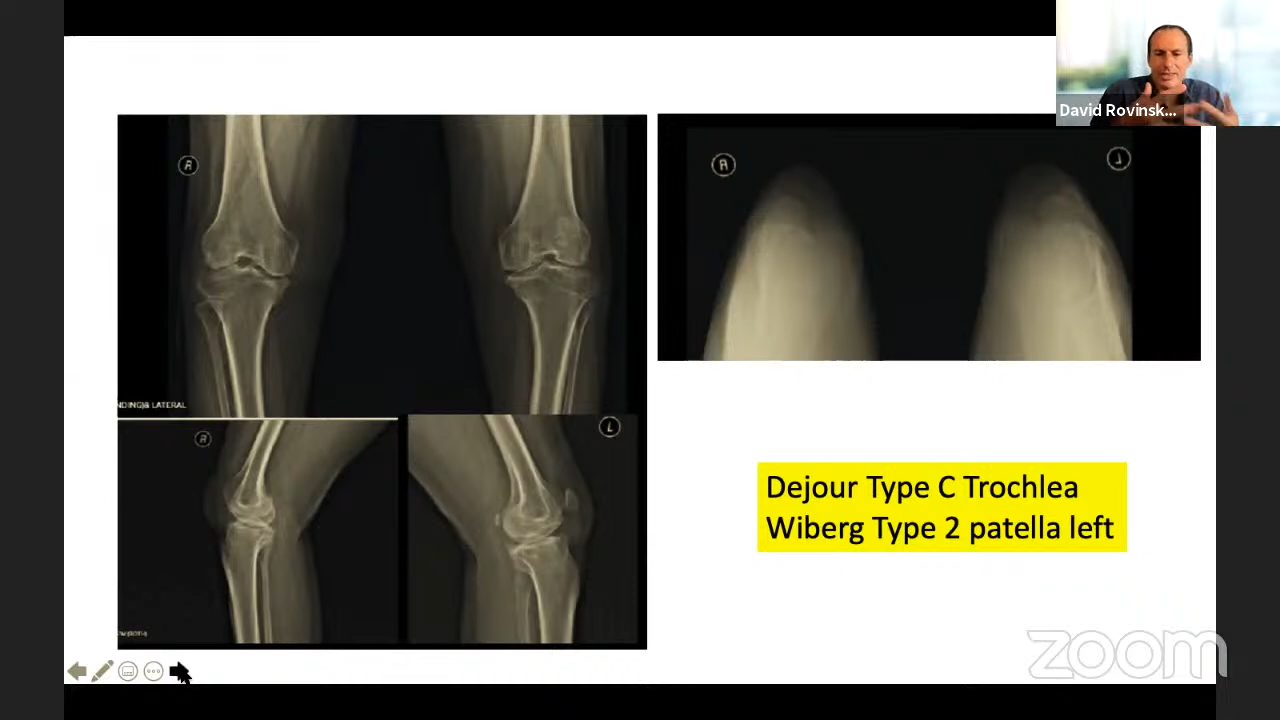 David Rovinsk...
R
R
L
NDING)& LATERAL
R
L
Dejour Type C Trochlea
Wiberg Type 2 patella left
zoom